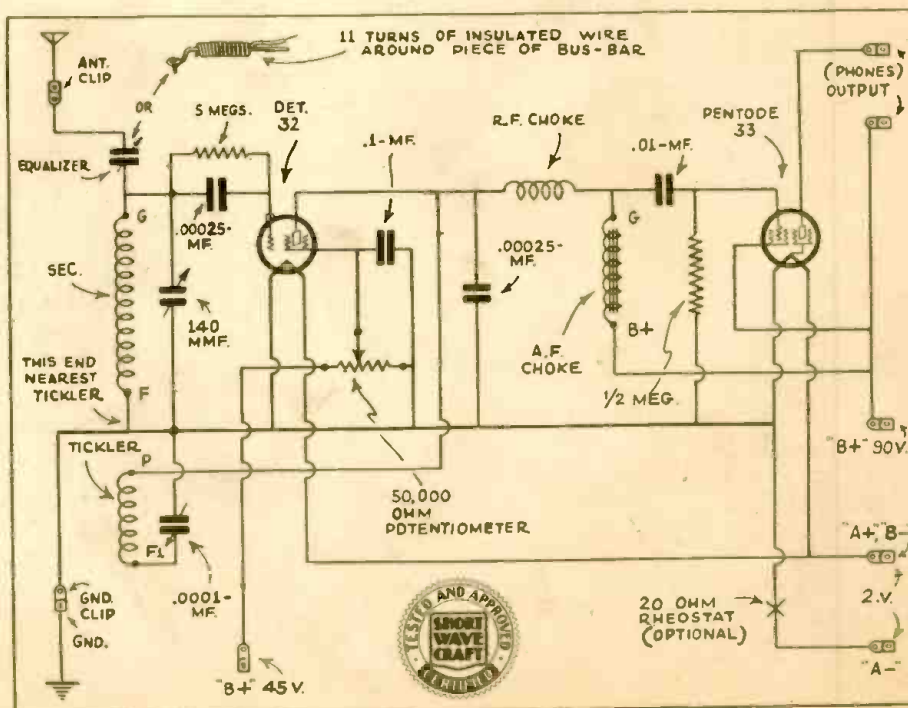 11 TURNS OF INSULATED WIRE
AROUND PIECE OF BUS-BAR
ANT.
CLIP
OR
EQUALIZER
5 MEGS.
DET.
32
.1-MF.
R.F. CHOKE
.01-MF.
PENTODE
33
(PHONES)
OUTPUT
G
.00025-
MF.
SEC.
140
MMF.
.00025-
MF.
G
B+
A.F.
CHOKE
1/2 MEG.
THIS END
NEAREST
TICKLER
F
TICKLER
P
F1
.0001-
MF.
50,000
OHM
POTENTIOMETER
"B+" 90V.
"A+," "B-"
2.V.
"A-"
20 OHM
RHEOSTAT
(OPTIONAL)
GND.
CLIP
GND.
"B+" 45 V.
TESTED AND APPROVED
SHORT
WAVE
CRAFT
CERTIFIED